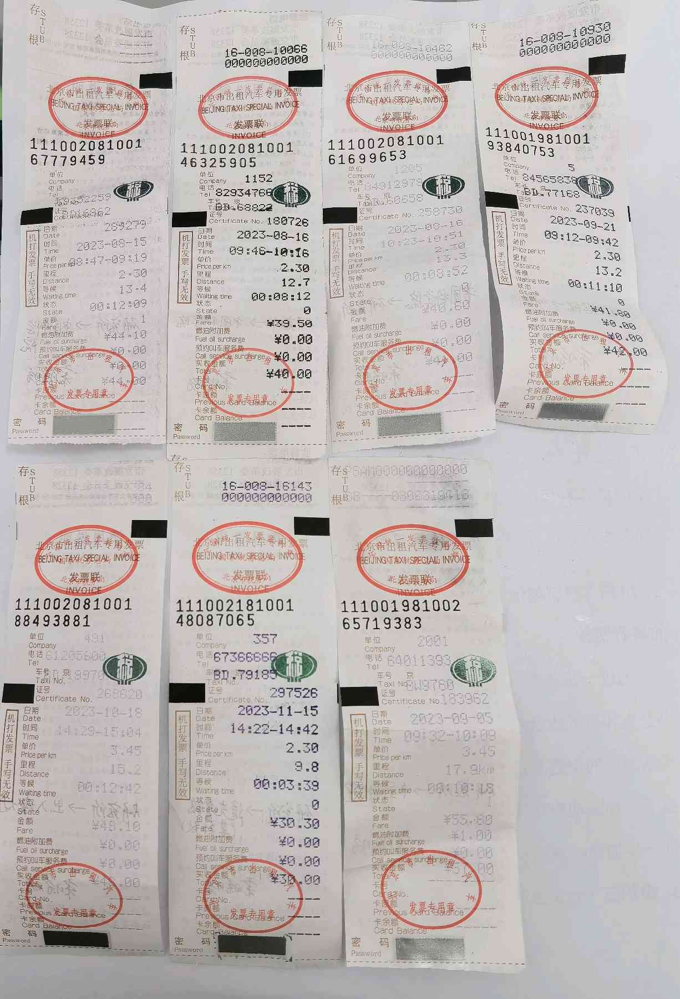 存
STUB
根
北京市出租汽车专用发票
BEIJING TAXI SPECIAL INVOICE
发票联
INVOICE
111002081001
67779459
单位
Company
电话
Tel
证号
Certificate No.
289279
日期
Date
2023-08-15
时间
Time
08:47-09:19
单价
Price per km
2.30
里程
Distance
13.4
等候
Waiting time
00:12:09
状态
State
1
金额
Fare
¥44.10
燃油附加费
Fuel oil surcharge
¥0.00
预约叫车服务费
Call service surcharge
¥0.00
实收金额
Total
¥44.00
卡号
Card No.
卡原额
Previous Card Balance
卡余额
Card Balance
发票专用章
密 码
Password
机打发票 手写无效
存
STUB
根
16-008-10066
000000000000
北京市出租汽车专用发票
BEIJING TAXI SPECIAL INVOICE
发票联
INVOICE
111002081001
46325905
单位
Company 1152
电话
Tel 82934766
车号 京
BD.68822
证号
Certificate No. 180726
日期
Date 2023-08-16
时间
Time 09:46-10:16
单价
Price per km 2.30
里程
Distance 12.7
等候
Waiting time 00:08:12
状态
State 0
金额
Fare ¥39.50
燃油附加费
Fuel oil surcharge ¥0.00
预约叫车服务费
Call service surcharge ¥0.00
实收金额
Total ¥40.00
卡号
Card No. ----
卡原额
Previous Card Balance ----
卡余额
Card Balance ----
发票专用章
密 码
Password
机打发票 手写无效
存
STUB
根
16-008-10462
000000000000
北京市出租汽车专用发票
BEIJING TAXI SPECIAL INVOICE
发票联
INVOICE
111002081001
61699653
单位
Company 1205
电话
Tel 84912979
车号 京
BD.60658
证号
Certificate No. 258730
日期
Date 2023-08-16
时间
Time 10:23-10:51
单价
Price per km 2.30
里程
Distance 13.3
等候
Waiting time 00:08:52
状态
State 0
金额
Fare ¥40.60
燃油附加费
Fuel oil surcharge ¥0.00
预约叫车服务费
Call service surcharge ¥0.00
实收金额
Total
卡号
Card No.
卡原额
Previous Card Balance
卡余额
Card Balance
发票专用章
密 码
Password
机打发票 手写无效
存
STUB
根
16-008-10930
000000000000
北京市出租汽车专用发票
BEIJING TAXI SPECIAL INVOICE
发票联
INVOICE
111001981001
93840753
单位
Company 5
电话
Tel 84565838
车号 京
BD.77168
证号
Certificate No. 237039
日期
Date 2023-09-21
时间
Time 09:12-09:42
单价
Price per km 2.30
里程
Distance 13.2
等候
Waiting time 00:11:10
状态
State 0
金额
Fare ¥41.80
燃油附加费
Fuel oil surcharge ¥0.00
预约叫车服务费
Call service surcharge ¥0.00
实收金额
Total ¥42.00
卡号
Card No. ----
卡原额
Previous Card Balance ----
卡余额
Card Balance ----
发票专用章
密 码
Password
机打发票 手写无效
存
STUB
根
北京市出租汽车专用发票
BEIJING TAXI SPECIAL INVOICE
发票联
INVOICE
111002081001
88493881
单位
Company 491
电话
Tel 61205600
车号 京
Taxi No. BD.19970
证号
Certificate No. 268620
日期
Date 2023-10-18
时间
Time 14:29-15:04
单价
Price per km 3.45
里程
Distance 15.2
等候
Waiting time 00:12:42
状态
State
金额
Fare ¥48.10
燃油附加费
Fuel oil surcharge ¥0.00
预约叫车服务费
Call service surcharge ¥0.00
实收金额
Total
卡号
Card No.
卡原额
Previous Card Balance
卡余额
Card Balance
发票专用章
密 码
Password
机打发票 手写无效
存
STUB
根
16-008-16143
000000000000
北京市出租汽车专用发票
BEIJING TAXI SPECIAL INVOICE
发票联
INVOICE
111002181001
48087065
单位
Company 357
电话
Tel 67366666
车号 京
BD.79185
证号
Certificate No. 297526
日期
Date 2023-11-15
时间
Time 14:22-14:42
单价
Price per km 2.30
里程
Distance 9.8
等候
Waiting time 00:03:39
状态
State 0
金额
Fare ¥30.30
燃油附加费
Fuel oil surcharge ¥0.00
预约叫车服务费
Call service surcharge ¥0.00
实收金额
Total ¥30.00
卡号
Card No. ----
卡原额
Previous Card Balance ----
卡余额
Card Balance ----
发票专用章
密 码
Password
机打发票 手写无效
存
STUB
根
北京市出租汽车专用发票
BEIJING TAXI SPECIAL INVOICE
发票联
INVOICE
111001981002
65719383
单位
Company 2001
电话
Tel 64011393
车号 京
Taxi No. BW9780
证号
Certificate No. 183962
日期
Date 2023-09-05
时间
Time 09:32-10:09
单价
Price per km 3.45
里程
Distance 17.9km
等候
Waiting time 00:10:18
状态
State 1
金额
Fare ¥55.60
燃油附加费
Fuel oil surcharge ¥1.00
预约叫车服务费
Call service surcharge ¥0.00
实收金额
Total
卡号
Card No.
卡原额
Previous Card Balance
卡余额
Card Balance
发票专用章
密 码
Password
机打发票 手写无效